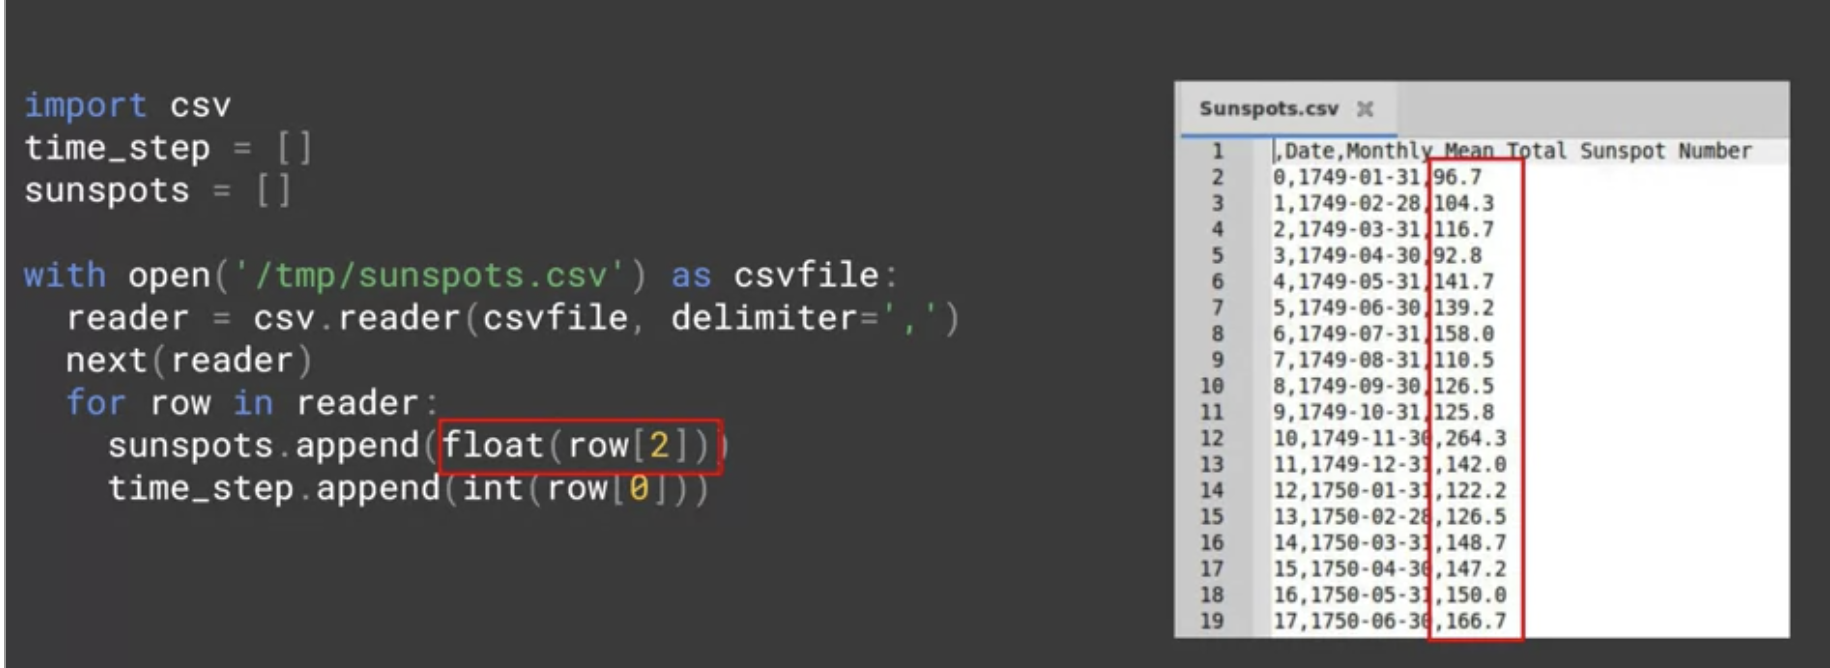 import csv
time_step = []
sunspots = []
with open('/tmp/sunspots.csv') as csvfile:
  reader = csv.reader(csvfile, delimiter=',')
  next(reader)
  for row in reader:
    sunspots.append(float(row[2]))
    time_step.append(int(row[0]))
Sunspots.csv
1 ,Date,Monthly Mean Total Sunspot Number
2 0,1749-01-31,96.7
3 1,1749-02-28,104.3
4 2,1749-03-31,116.7
5 3,1749-04-30,92.8
6 4,1749-05-31,141.7
7 5,1749-06-30,139.2
8 6,1749-07-31,158.0
9 7,1749-08-31,110.5
10 8,1749-09-30,126.5
11 9,1749-10-31,125.8
12 10,1749-11-30,264.3
13 11,1749-12-31,142.0
14 12,1750-01-31,122.2
15 13,1750-02-28,126.5
16 14,1750-03-31,148.7
17 15,1750-04-30,147.2
18 16,1750-05-31,150.0
19 17,1750-06-30,166.7